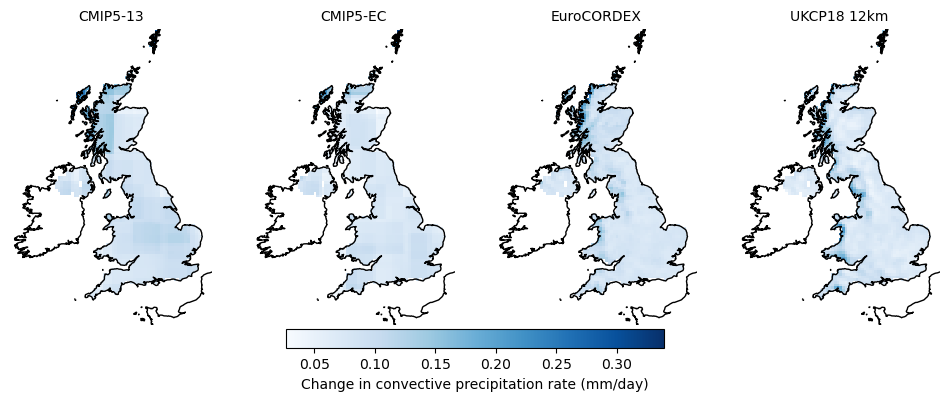 CMIP5-13 CMIP5-EC EuroCORDEX UKCP18 12km
0.05 0.10 0.15 0.20 0.25 0.30
Change in convective precipitation rate (mm/day)